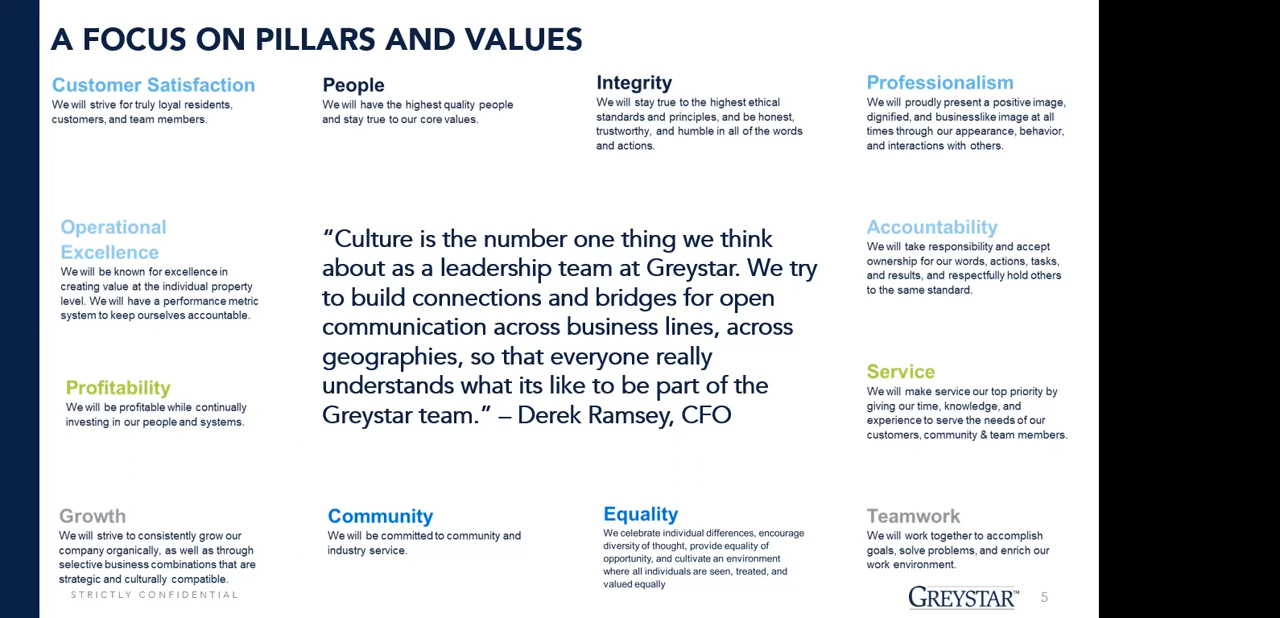 A FOCUS ON PILLARS AND VALUES
Customer Satisfaction
We will strive for truly loyal residents,
customers, and team members.
People
We will have the highest quality people
and stay true to our core values.
Integrity
We will stay true to the highest ethical
standards and principles, and be honest,
trustworthy, and humble in all of the words
and actions.
Professionalism
We will proudly present a positive image,
dignified, and businesslike image at all
times through our appearance, behavior,
and interactions with others.
Operational
Excellence
We will be known for excellence in
creating value at the individual property
level. We will have a performance metric
system to keep ourselves accountable.
“Culture is the number one thing we think
about as a leadership team at Greystar. We try
to build connections and bridges for open
communication across business lines, across
geographies, so that everyone really
understands what its like to be part of the
Greystar team.” – Derek Ramsey, CFO
Accountability
We will take responsibility and accept
ownership for our words, actions, tasks,
and results, and respectfully hold others
to the same standard.
Profitability
We will be profitable while continually
investing in our people and systems.
Service
We will make service our top priority by
giving our time, knowledge, and
experience to serve the needs of our
customers, community & team members.
Growth
We will strive to consistently grow our
company organically, as well as through
selective business combinations that are
strategic and culturally compatible.
Community
We will be committed to community and
industry service.
Equality
We celebrate individual differences, encourage
diversity of thought, provide equality of
opportunity, and cultivate an environment
where all individuals are seen, treated, and
valued equally
Teamwork
We will work together to accomplish
goals, solve problems, and enrich our
work environment.
STRICTLY CONFIDENTIAL
GREYSTAR™
5